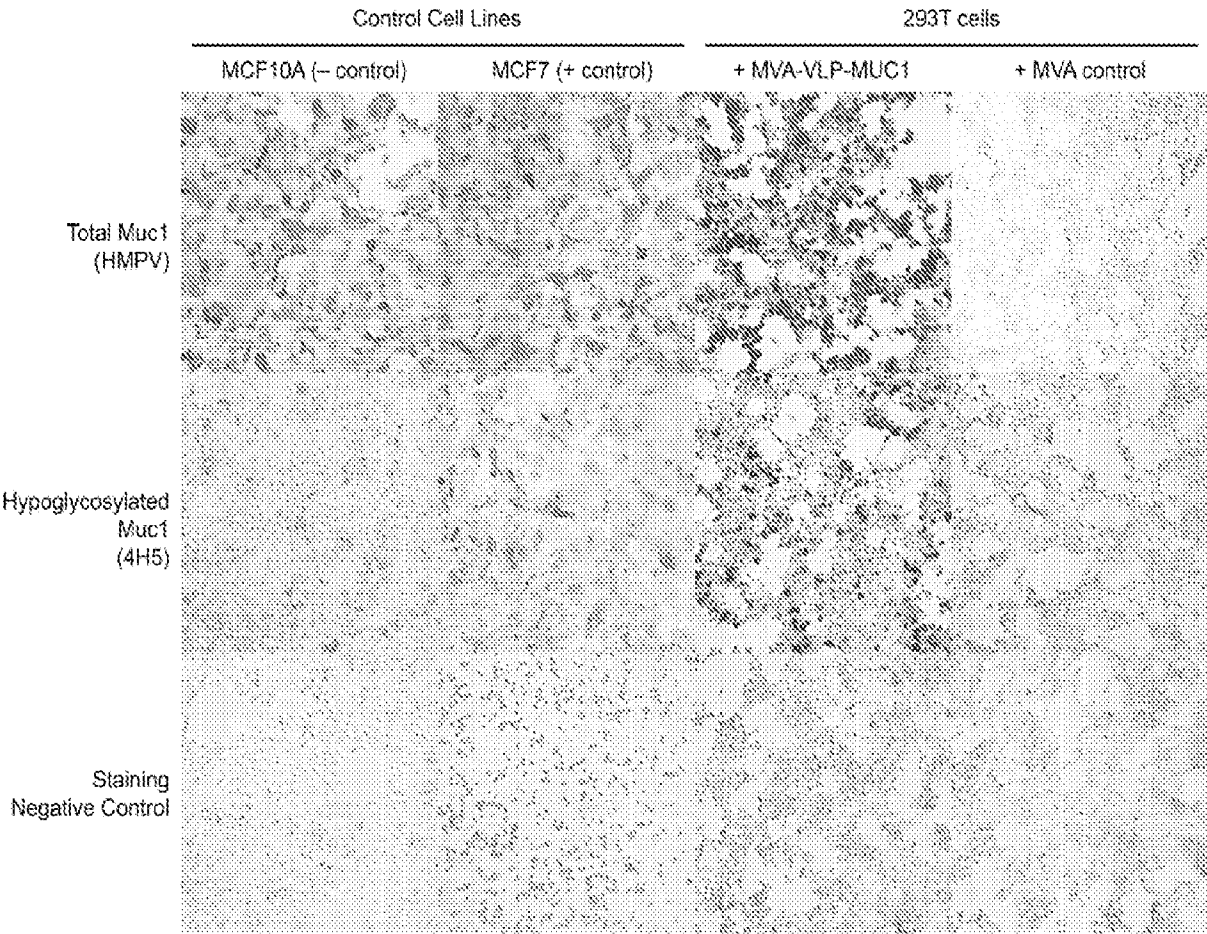 Control Cell Lines
293T cells
MCF10A (– control)
MCF7 (+ control)
+ MVA-VLP-MUC1
+ MVA control
Total Muc1
(HMPV)
Hypoglycosylated
Muc1
(4H5)
Staining
Negative Control